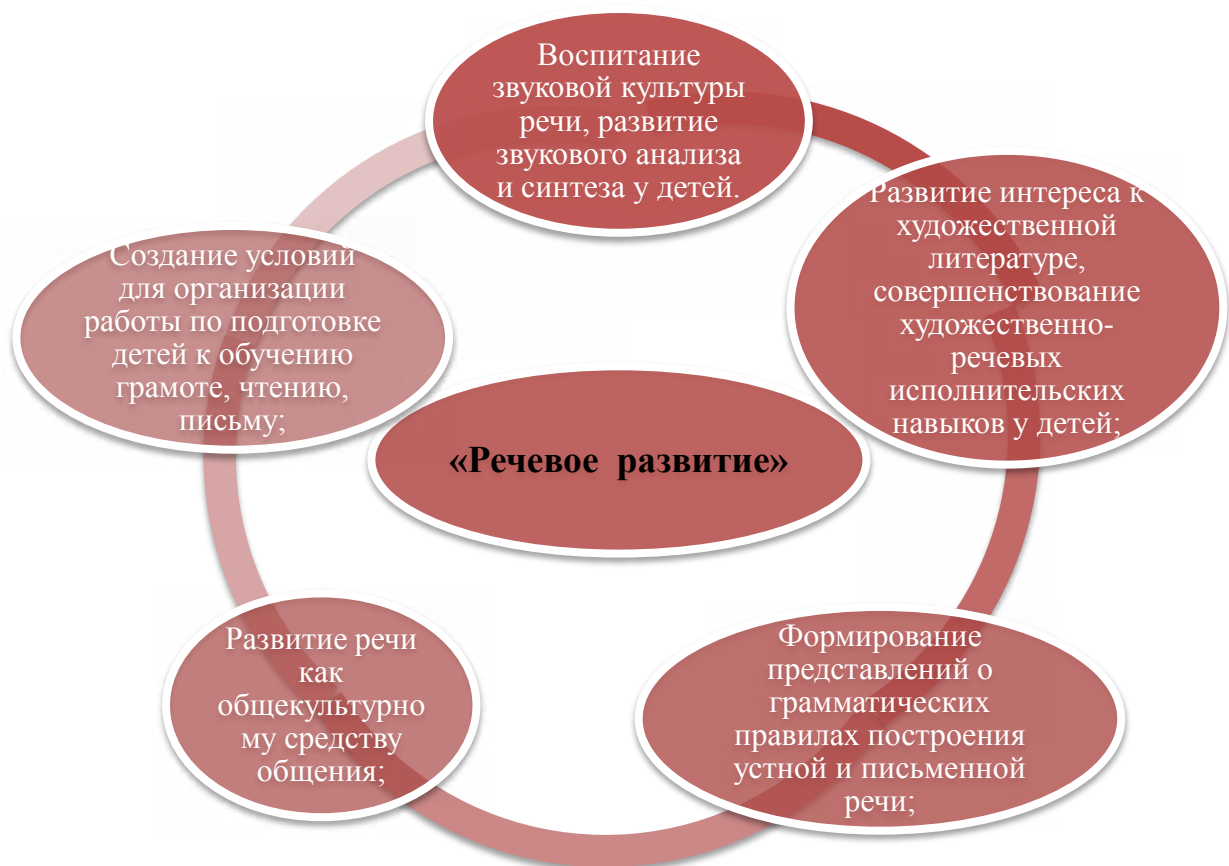 Воспитание
звуковой культуры
речи, развитие
звукового анализа
и синтеза у детей.
Развитие интереса к
художественной
литературе,
совершенствование
художественно-
речевых
исполнительских
навыков у детей;
Формирование
представлений о
грамматических
правилах построения
устной и письменной
речи;
Развитие речи
как
общекультурно
му средству
общения;
Создание условий
для организации
работы по подготовке
детей к обучению
грамоте, чтению,
письму;
«Речевое развитие»